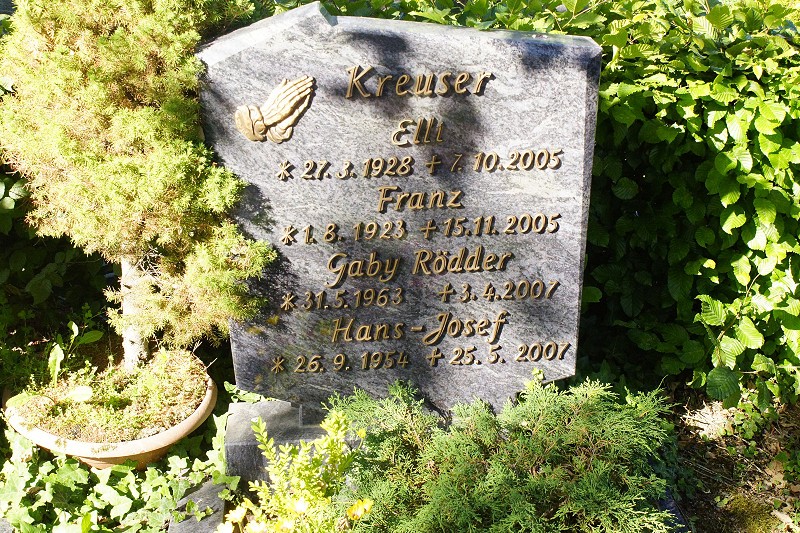 Kreuser
Elli
* 27. 3. 1928 † 7. 10. 2005
Franz
* 1. 8. 1923 † 15. 11. 2005
Gaby Rödder
* 31. 5. 1963 † 3. 4. 2007
Hans-Josef
* 26. 9. 1954 † 25. 5. 2007